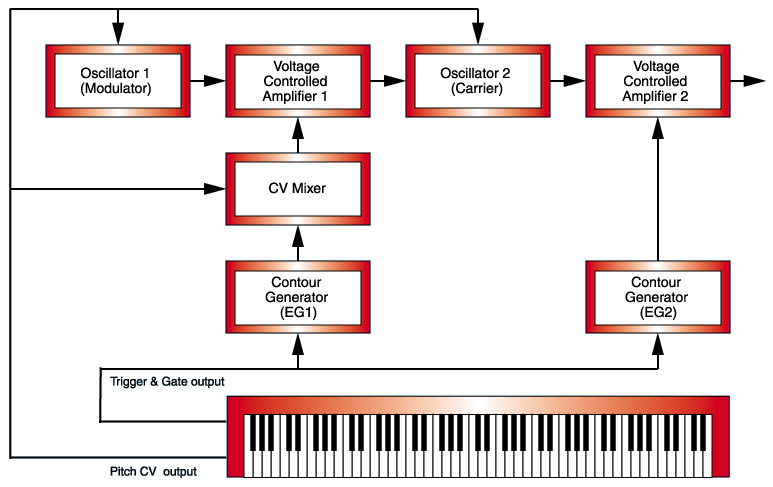 Oscillator 1
(Modulator)
Voltage
Controlled
Amplifier 1
Oscillator 2
(Carrier)
Voltage
Controlled
Amplifier 2
CV Mixer
Contour
Generator
(EG1)
Contour
Generator
(EG2)
Trigger & Gate output
Pitch CV output